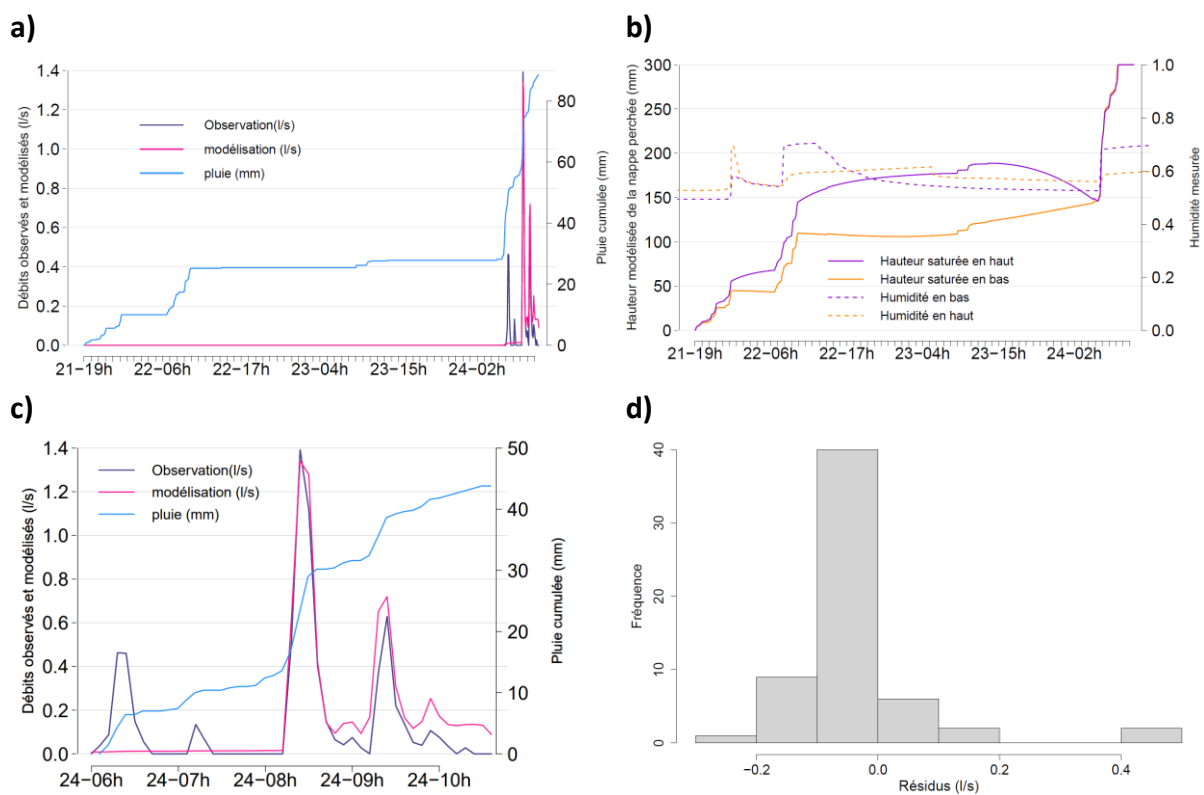 a)
Débits observés et modélisés (l/s)
1.4
1.2
1.0
0.8
0.6
0.4
0.2
0.0
Observation(l/s)
modélisation (l/s)
pluie (mm)
80
60
40
20
0
Pluie cumulée (mm)
21−19h 22−06h 22−17h 23−04h 23−15h 24−02h
b)
Hauteur modélisée de la nappe perchée (mm)
300
250
200
150
100
50
0
Hauteur saturée en haut
Hauteur saturée en bas
Humidité en bas
Humidité en haut
1.0
0.8
0.6
0.4
0.2
0.0
Humidité mesurée
21−19h 22−06h 22−17h 23−04h 23−15h 24−02h
c)
Débits observés et modélisés (l/s)
1.4
1.2
1.0
0.8
0.6
0.4
0.2
0.0
Observation(l/s)
modélisation (l/s)
pluie (mm)
50
40
30
20
10
0
Pluie cumulée (mm)
24−06h 24−07h 24−08h 24−09h 24−10h
d)
Fréquence
40
30
20
10
0
−0.2 0.0 0.2 0.4
Résidus (l/s)